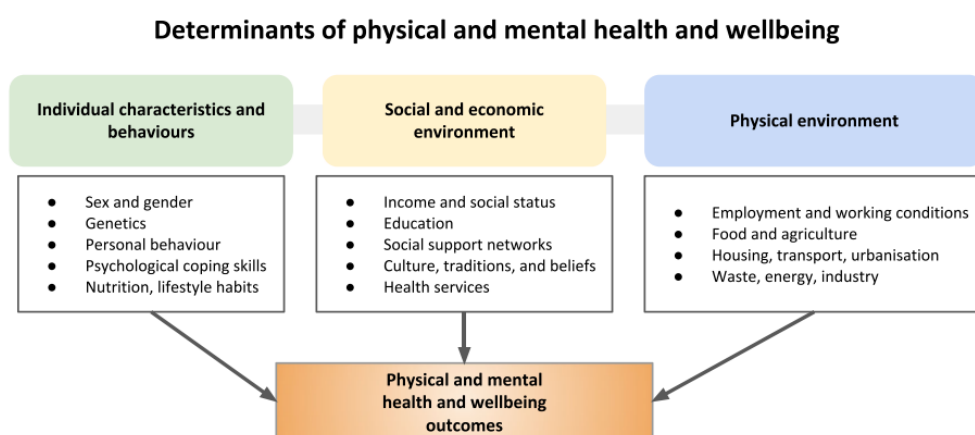 Determinants of physical and mental health and wellbeing
Individual characteristics and
behaviours
● Sex and gender
● Genetics
● Personal behaviour
● Psychological coping skills
● Nutrition, lifestyle habits
Social and economic
environment
● Income and social status
● Education
● Social support networks
● Culture, traditions, and beliefs
● Health services
Physical environment
● Employment and working conditions
● Food and agriculture
● Housing, transport, urbanisation
● Waste, energy, industry
Physical and mental
health and wellbeing
outcomes